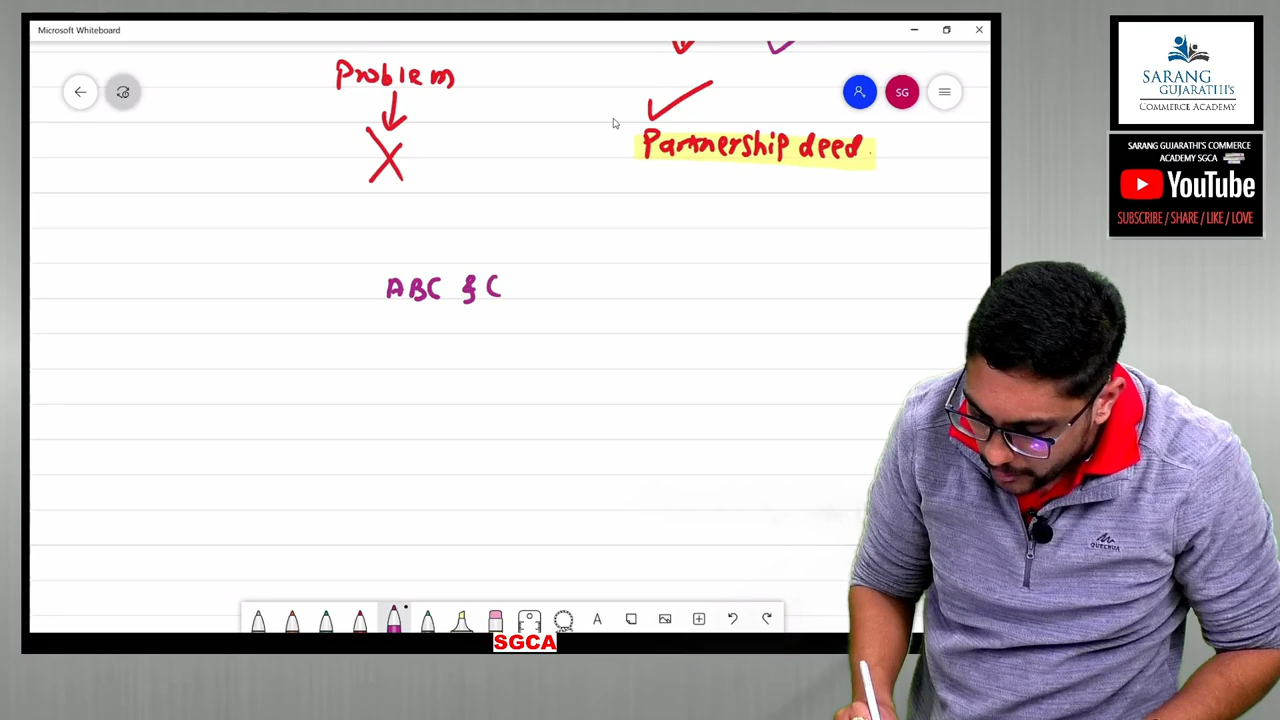 Microsoft Whiteboard
Problem
SG
Partnership deed
ABC & C
A
SGCA
SARANG
GUJARATHI'S
COMMERCE ACADEMY
SARANG GUJARATHI'S COMMERCE
ACADEMY SGCA
YouTube
SUBSCRIBE / SHARE / LIKE / LOVE
QUECHUA